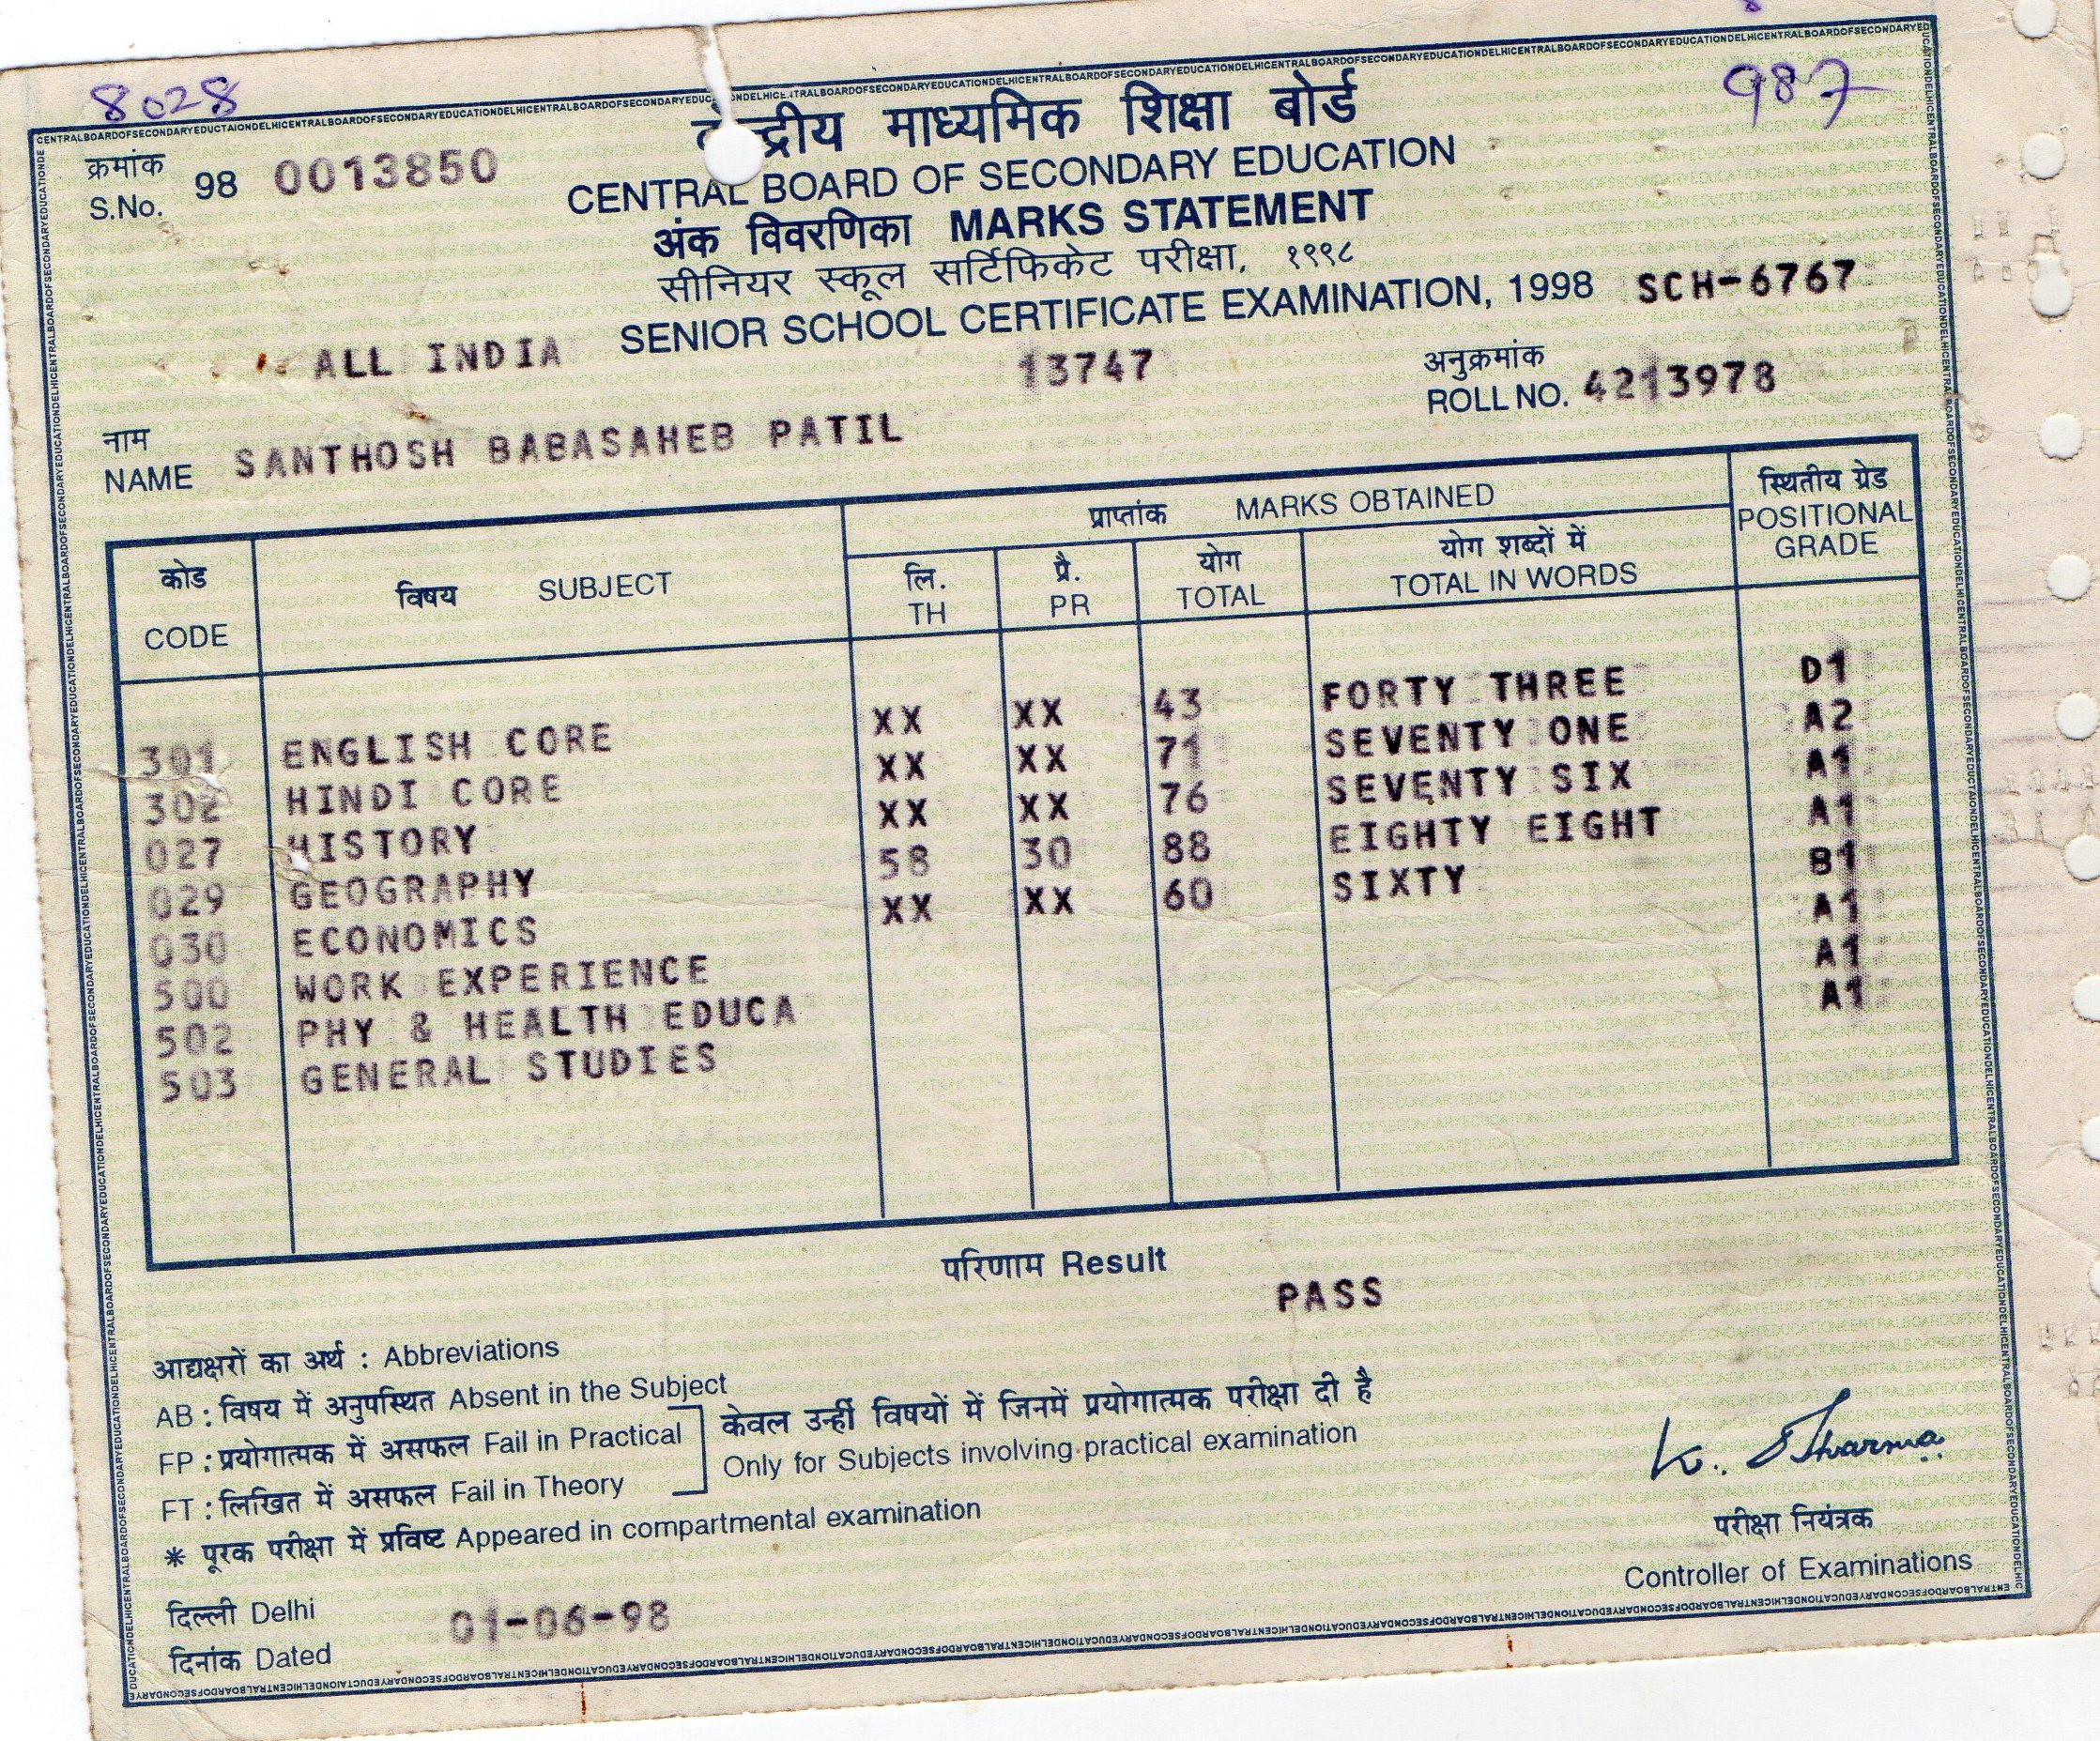 8028
987
क्रमांक
S.No. 98 0013850
केन्द्रीय माध्यमिक शिक्षा बोर्ड
CENTRAL BOARD OF SECONDARY EDUCATION
अंक विवरणिका MARKS STATEMENT
सीनियर स्कूल सर्टिफिकेट परीक्षा, १९९८
SENIOR SCHOOL CERTIFICATE EXAMINATION, 1998 SCH-6767
ALL INDIA 13747
अनुक्रमांक
ROLL NO. 4213978
नाम
NAME SANTHOSH BABASAHEB PATIL
कोड
CODE
विषय SUBJECT
प्राप्तांक MARKS OBTAINED
लि.
TH
प्रै.
PR
योग
TOTAL
योग शब्दों में
TOTAL IN WORDS
स्थितीय ग्रेड
POSITIONAL
GRADE
301 ENGLISH CORE XX XX 43 FORTY THREE D1
302 HINDI CORE XX XX 71 SEVENTY ONE A2
027 HISTORY XX XX 76 SEVENTY SIX A1
029 GEOGRAPHY 58 30 88 EIGHTY EIGHT A1
030 ECONOMICS XX XX 60 SIXTY B1
500 WORK EXPERIENCE A1
502 PHY & HEALTH EDUCA A1
503 GENERAL STUDIES A1
परिणाम Result PASS
आद्यक्षरों का अर्थ : Abbreviations
AB : विषय में अनुपस्थित Absent in the Subject
FP : प्रयोगात्मक में असफल Fail in Practical
FT : लिखित में असफल Fail in Theory
केवल उन्हीं विषयों में जिनमें प्रयोगात्मक परीक्षा दी है
Only for Subjects involving practical examination
* पूरक परीक्षा में प्रविष्ट Appeared in compartmental examination
K. Sharma
परीक्षा नियंत्रक
Controller of Examinations
दिल्ली Delhi
दिनांक Dated 01-06-98